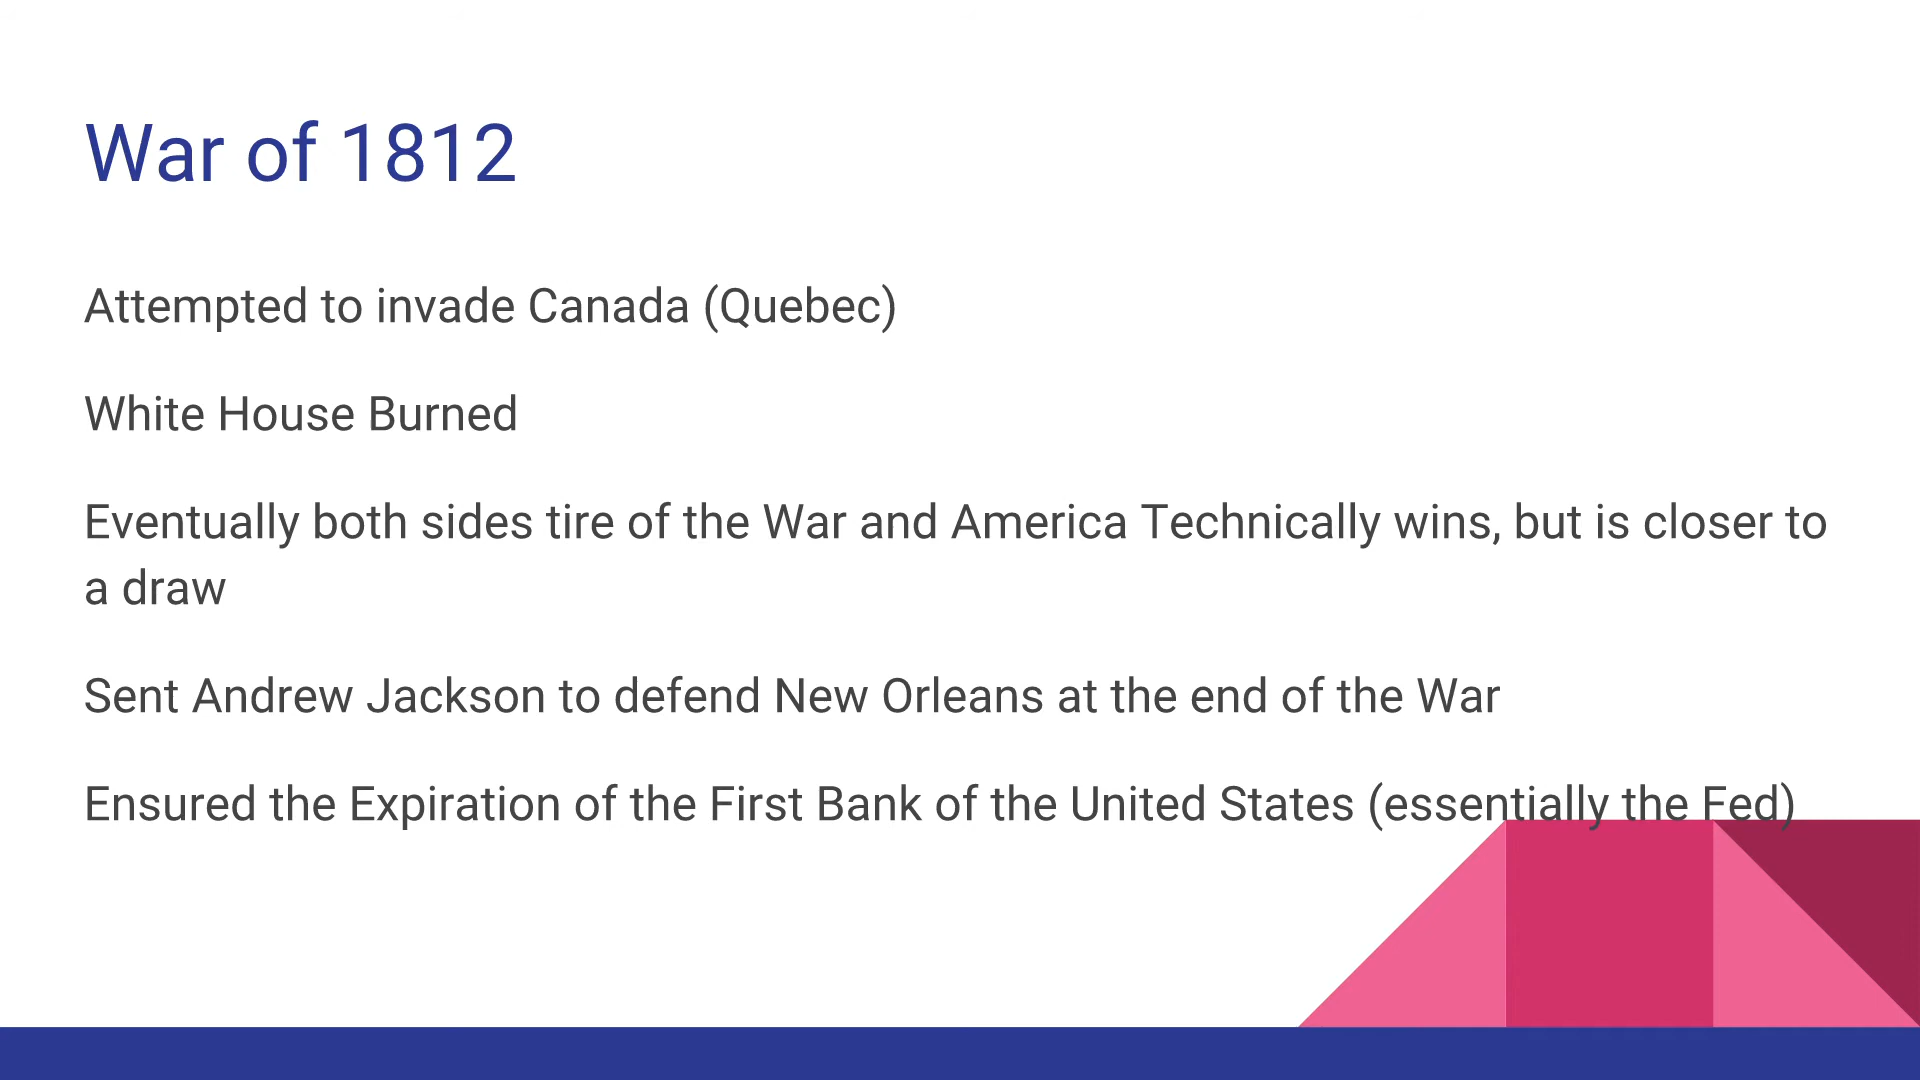 War of 1812
Attempted to invade Canada (Quebec)
White House Burned
Eventually both sides tire of the War and America Technically wins, but is closer to
a draw
Sent Andrew Jackson to defend New Orleans at the end of the War
Ensured the Expiration of the First Bank of the United States (essentially the Fed)